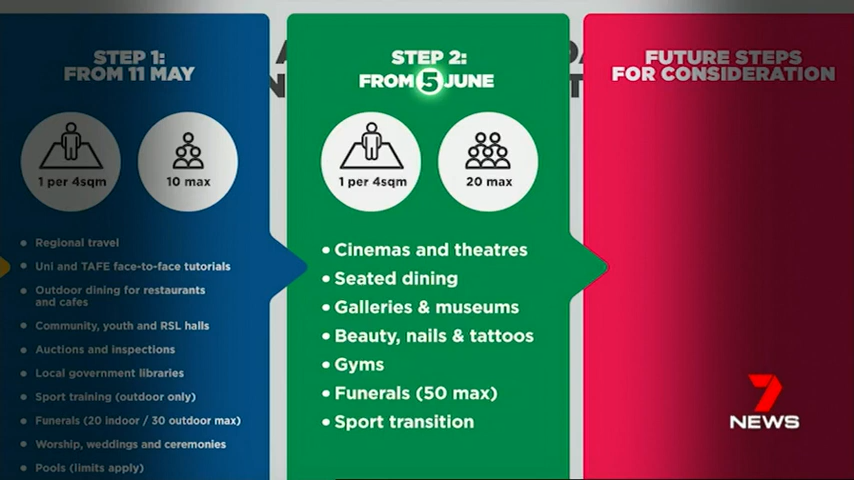 STEP 1:
FROM 11 MAY
1 per 4sqm
10 max
• Regional travel
• Uni and TAFE face-to-face tutorials
• Outdoor dining for restaurants
and cafes
• Community, youth and RSL halls
• Auctions and inspections
• Local government libraries
• Sport training (outdoor only)
• Funerals (20 indoor / 30 outdoor max)
• Worship, weddings and ceremonies
• Pools (limits apply)
STEP 2:
FROM 5 JUNE
1 per 4sqm
20 max
• Cinemas and theatres
• Seated dining
• Galleries & museums
• Beauty, nails & tattoos
• Gyms
• Funerals (50 max)
• Sport transition
FUTURE STEPS
FOR CONSIDERATION
7
NEWS